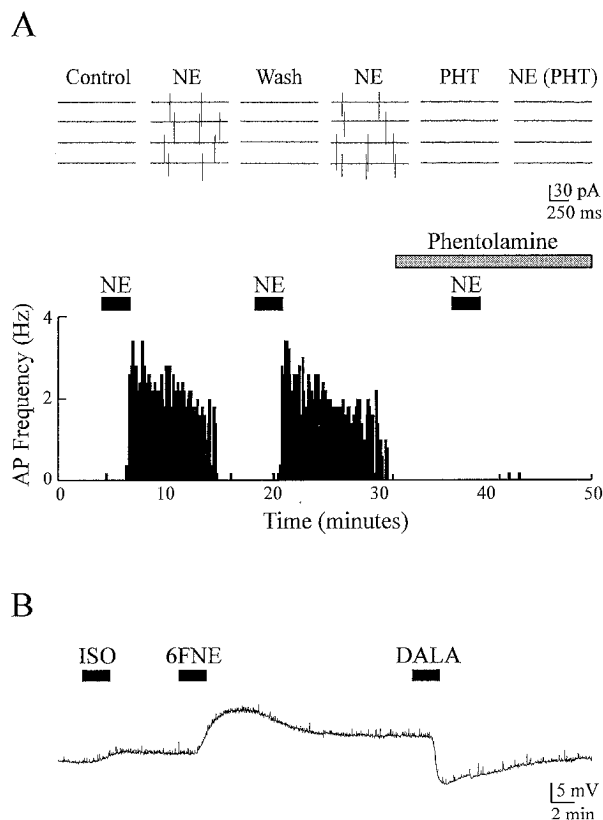 A
Control NE Wash NE PHT NE (PHT)
30 pA
250 ms
Phentolamine
NE NE NE
AP Frequency (Hz)
4
2
0
0 10 20 30 40 50
Time (minutes)
B
ISO 6FNE DALA
5 mV
2 min